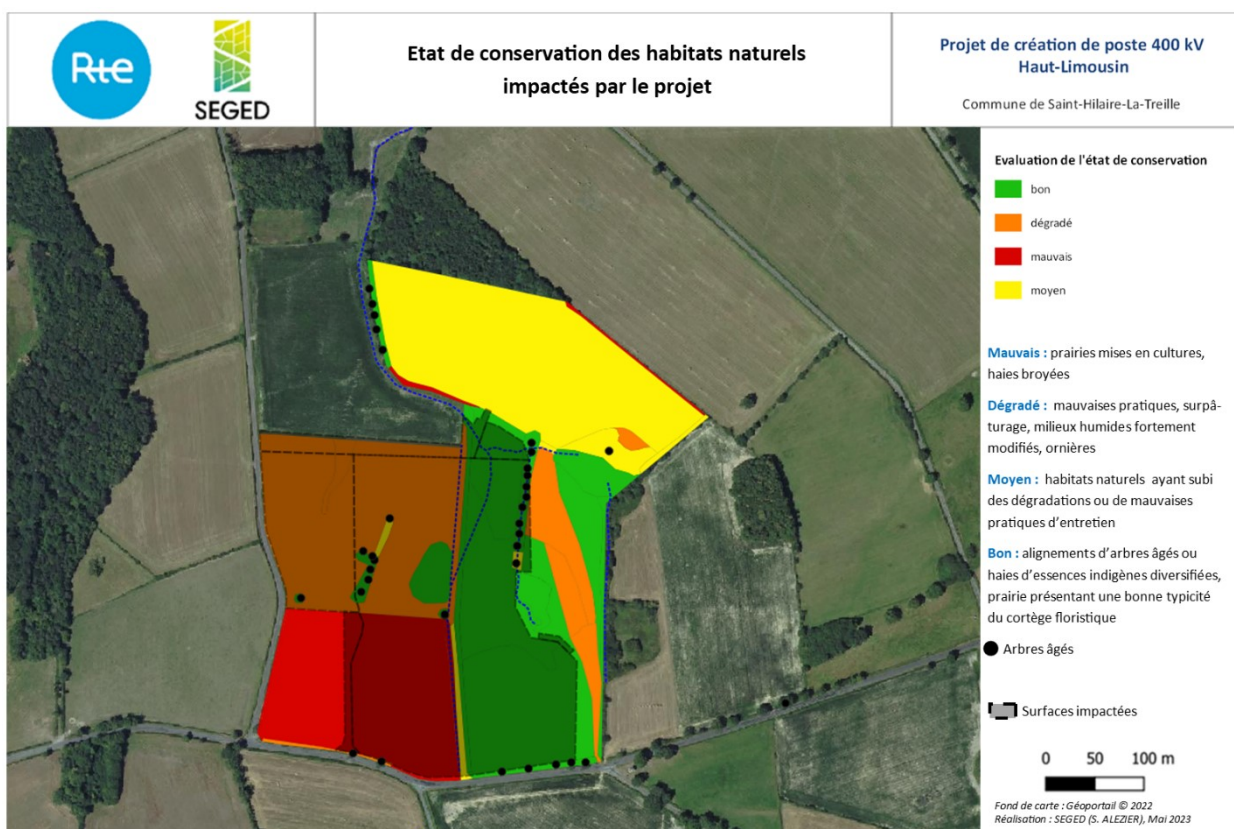 Rte
SEGED
Etat de conservation des habitats naturels
impactés par le projet
Projet de création de poste 400 kV
Haut-Limousin
Commune de Saint-Hilaire-La-Treille
Evaluation de l'état de conservation
bon
dégradé
mauvais
moyen
Mauvais : prairies mises en cultures,
haies broyées
Dégradé : mauvaises pratiques, surpâ-
turage, milieux humides fortement
modifiés, ornières
Moyen : habitats naturels ayant subi
des dégradations ou de mauvaises
pratiques d'entretien
Bon : alignements d'arbres âgés ou
haies d'essences indigènes diversifiées,
prairie présentant une bonne typicité
du cortège floristique
Arbres âgés
Surfaces impactées
0 50 100 m
Fond de carte : Géoportail © 2022
Réalisation : SEGED (S. ALEZIER), Mai 2023